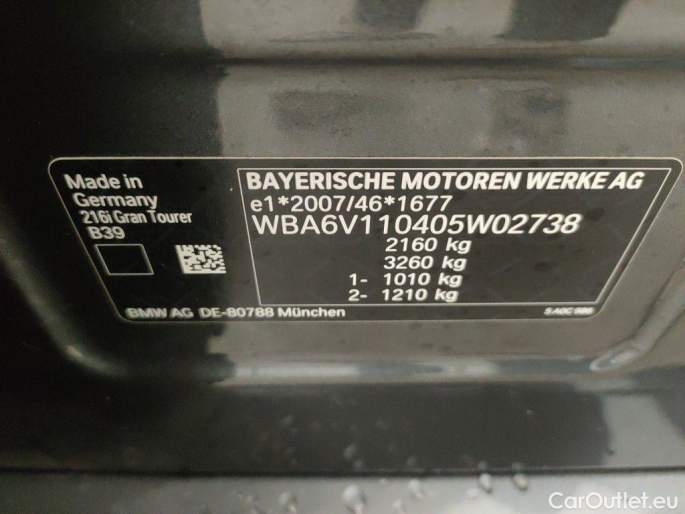 Made in
Germany
216i Gran Tourer
B39
BAYERISCHE MOTOREN WERKE AG
e1*2007/46*1677
WBA6V110405W02738
2160 kg
3260 kg
1- 1010 kg
2- 1210 kg
BMW AG DE-80788 München
CarOutlet.eu